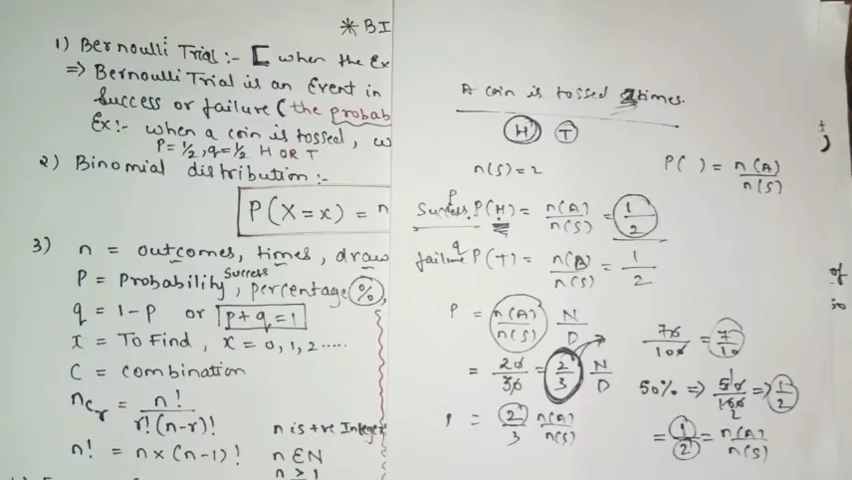 * BI
1) Bernoulli Trial :- [ when the Ex
⇒ Bernoulli Trial is an Event in
Success or failure (the probab
Ex:- when a coin is tossed, w
P = 1/2, q = 1/2 H OR T
2) Binomial distribution :-
P(X=x) = n
3) n = outcomes, times, draw
P = Probability, Success percentage %,
q = 1-p or p+q=1
x = To Find, x = 0,1,2.....
C = combination
nCr = n!/r!(n-r)!
n is +ve Integer
n! = n×(n-1)! n∈N
n ≥ 1
A coin is tossed times.
H T
n(S)=2
P( ) = n(A)/n(S)
P
Success P(H) = n(A)/n(S) = 1/2
q
failure P(T) = n(B)/n(S) = 1/2
P = n(A)/n(S) N/D
= 20/30 = 2/3 N/D
= 2/3 n(A)/n(S)
70/100 = 7/10
50% ⇒ 50/100 ⇒ 1/2
= 1/2 = n(A)/n(S)
of